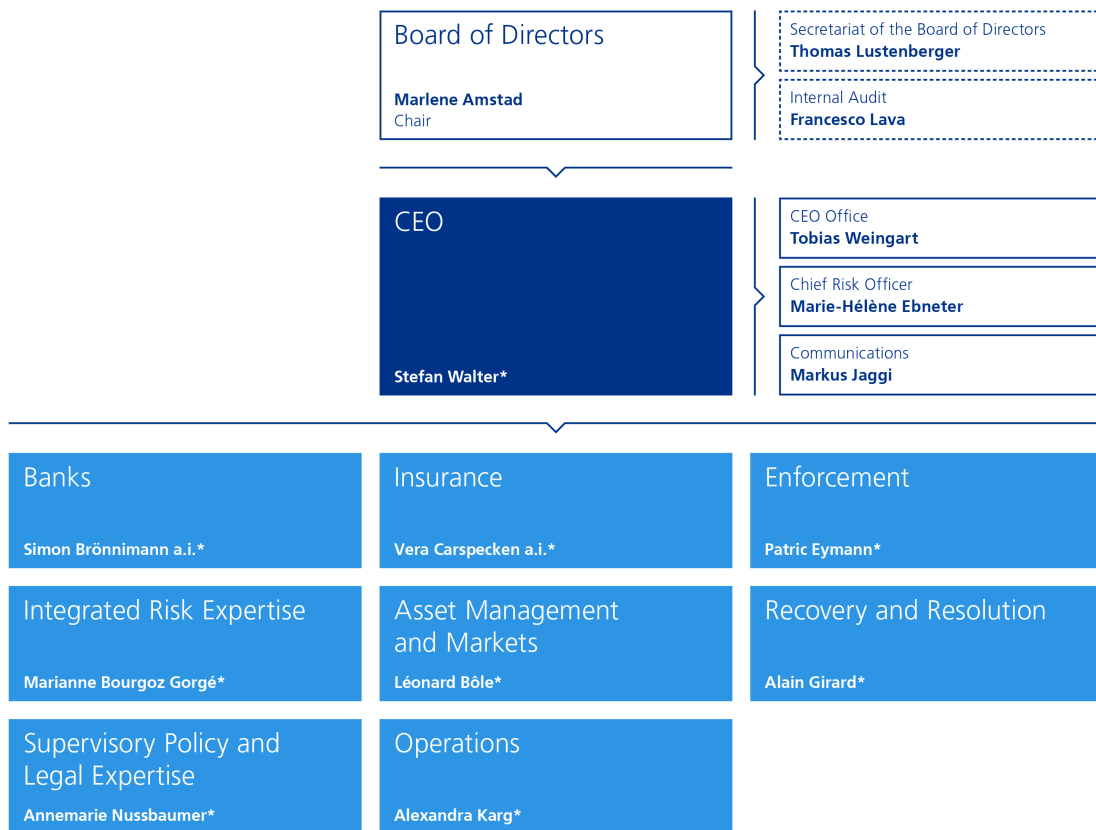 Board of Directors
Marlene Amstad
Chair
Secretariat of the Board of Directors
Thomas Lustenberger
Internal Audit
Francesco Lava
CEO
Stefan Walter*
CEO Office
Tobias Weingart
Chief Risk Officer
Marie-Hélène Ebneter
Communications
Markus Jaggi
Banks
Simon Brönnimann a.i.*
Insurance
Vera Carspecken a.i.*
Enforcement
Patric Eymann*
Integrated Risk Expertise
Marianne Bourgoz Gorgé*
Asset Management
and Markets
Léonard Bôle*
Recovery and Resolution
Alain Girard*
Supervisory Policy and
Legal Expertise
Annemarie Nussbaumer*
Operations
Alexandra Karg*